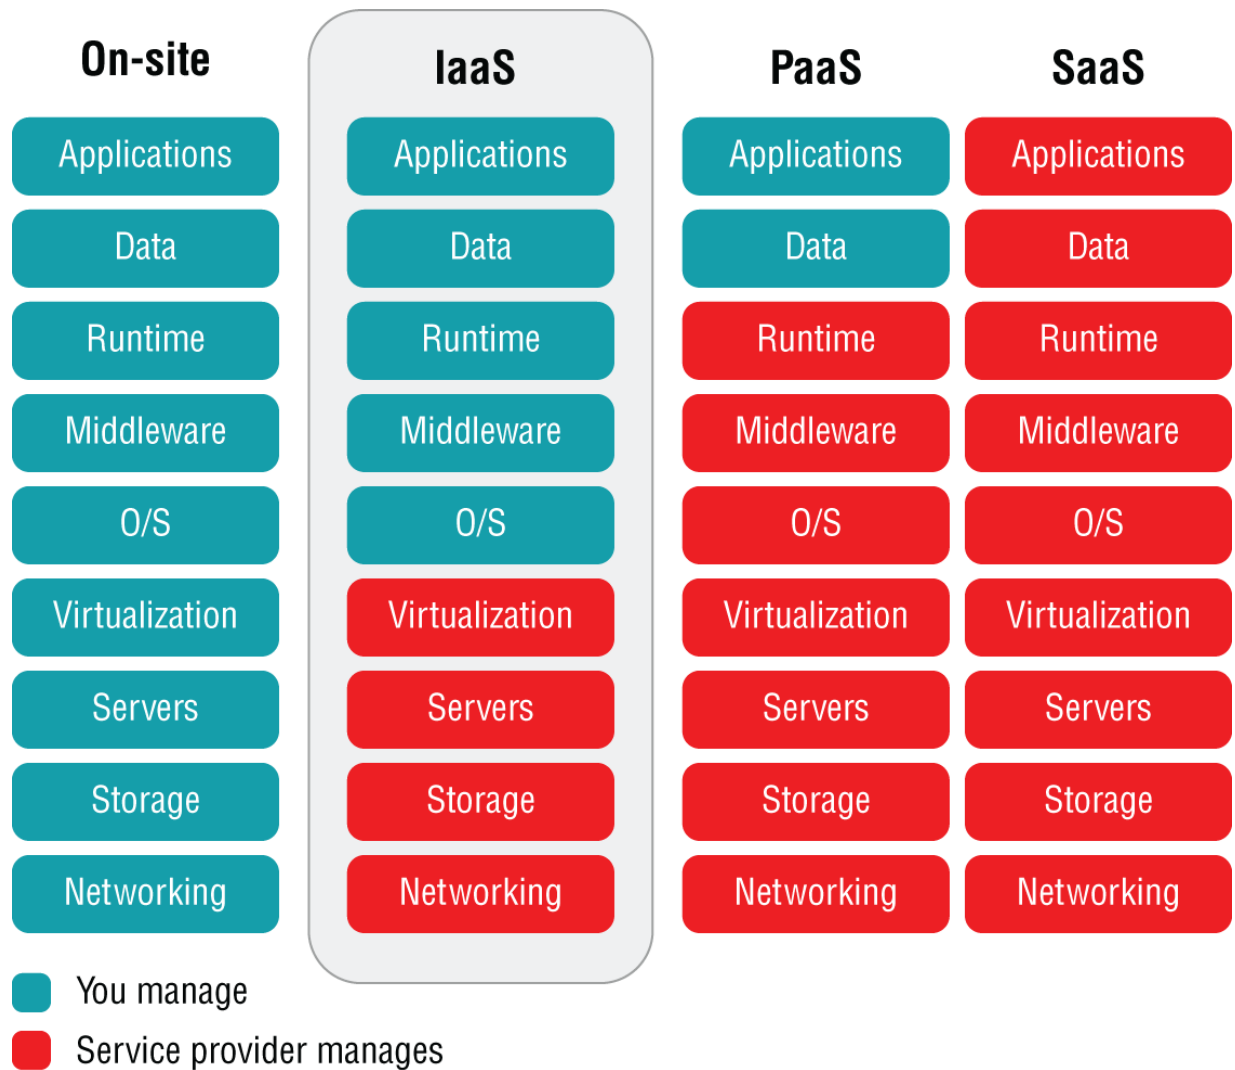 On-site
Applications
Data
Runtime
Middleware
O/S
Virtualization
Servers
Storage
Networking
IaaS
Applications
Data
Runtime
Middleware
O/S
Virtualization
Servers
Storage
Networking
PaaS
Applications
Data
Runtime
Middleware
O/S
Virtualization
Servers
Storage
Networking
SaaS
Applications
Data
Runtime
Middleware
O/S
Virtualization
Servers
Storage
Networking
You manage
Service provider manages